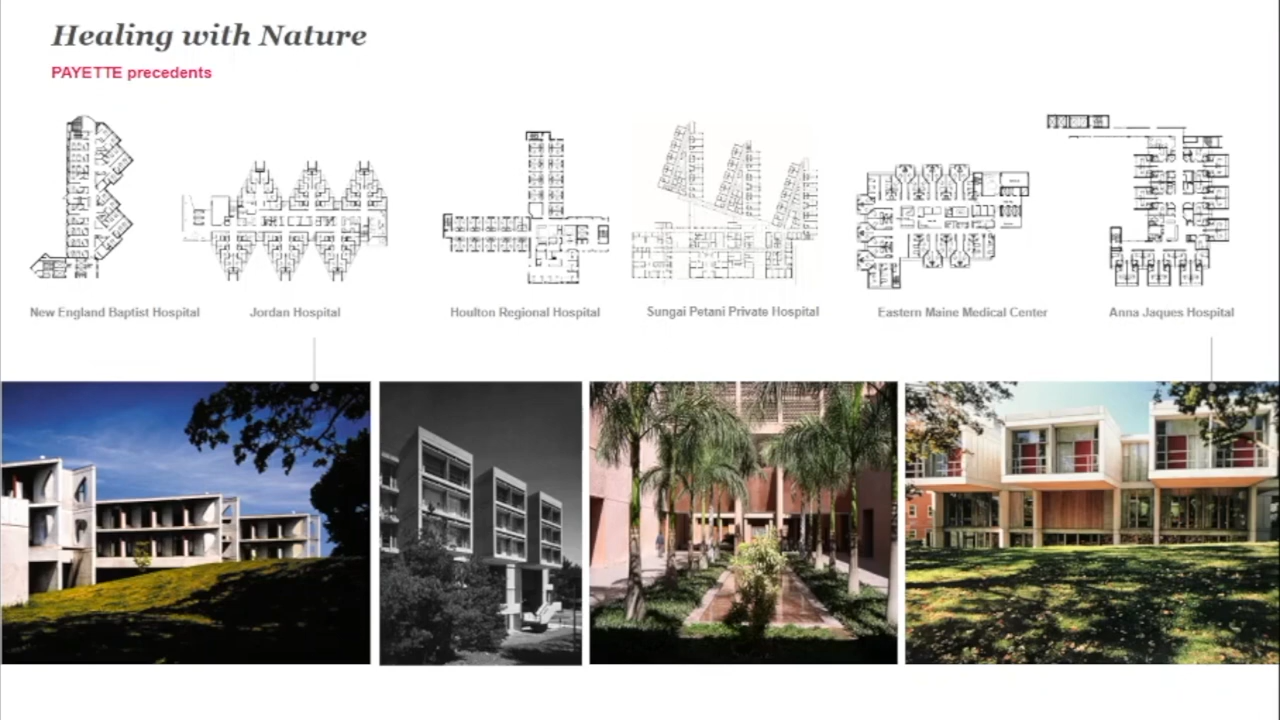 Healing with Nature
PAYETTE precedents
New England Baptist Hospital
Jordan Hospital
Houlton Regional Hospital
Sungai Petani Private Hospital
Eastern Maine Medical Center
Anna Jaques Hospital